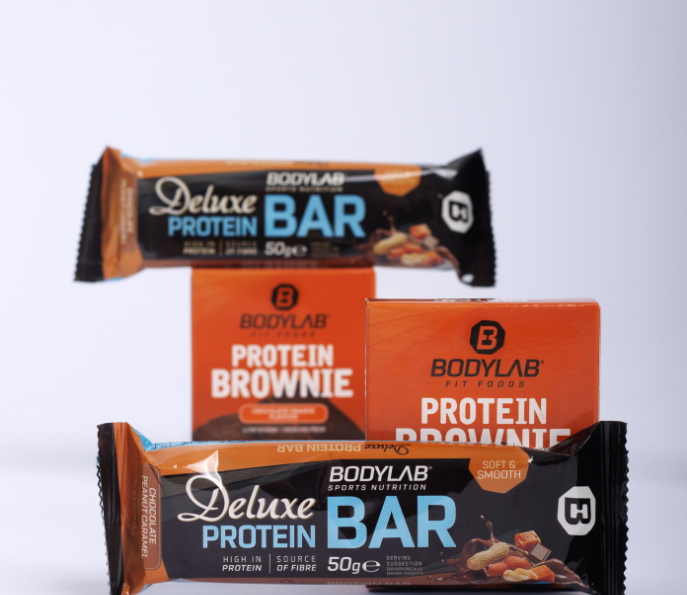 BODYLAB
SPORTS NUTRITION
Deluxe
PROTEIN BAR
HIGH IN PROTEIN
SOURCE OF FIBRE
50g℮
B
BODYLAB
FIT FOODS
PROTEIN
BROWNIE
B
BODYLAB®
FIT FOODS
PROTEIN
BROWNIE
Deluxe PROTEIN BAR
BODYLAB®
SPORTS NUTRITION
SOFT &
SMOOTH
CHOCOLATE
PEANUT CARAMEL
Deluxe
PROTEIN BAR
HIGH IN
PROTEIN
SOURCE
OF FIBRE
50g℮
SERVING
SUGGESTION